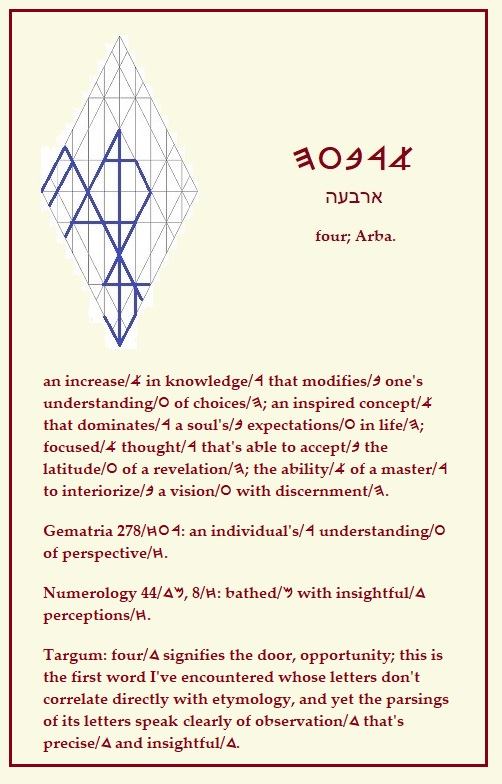 𐤀𐤓𐤁𐤏𐤄
ארבעה
four; Arba.
an increase/𐤀 in knowledge/𐤓 that modifies/𐤁 one's
understanding/𐤏 of choices/𐤄; an inspired concept/𐤀
that dominates/𐤓 a soul's/𐤁 expectations/𐤏 in life/𐤄;
focused/𐤀 thought/𐤓 that's able to accept/𐤁 the
latitude/𐤏 of a revelation/𐤄; the ability/𐤀 of a master/𐤓
to interiorize/𐤁 a vision/𐤏 with discernment/𐤄.
Gematria 278/𐤓𐤏𐤇: an individual's/𐤓 understanding/𐤏
of perspective/𐤇.
Numerology 44/𐤌𐤃, 8/𐤇: bathed/𐤌 with insightful/𐤃
perceptions/𐤇.
Targum: four/𐤃 signifies the door, opportunity; this is
the first word I've encountered whose letters don't
correlate directly with etymology, and yet the parsings
of its letters speak clearly of observation/𐤃 that's
precise/𐤃 and insightful/𐤃.